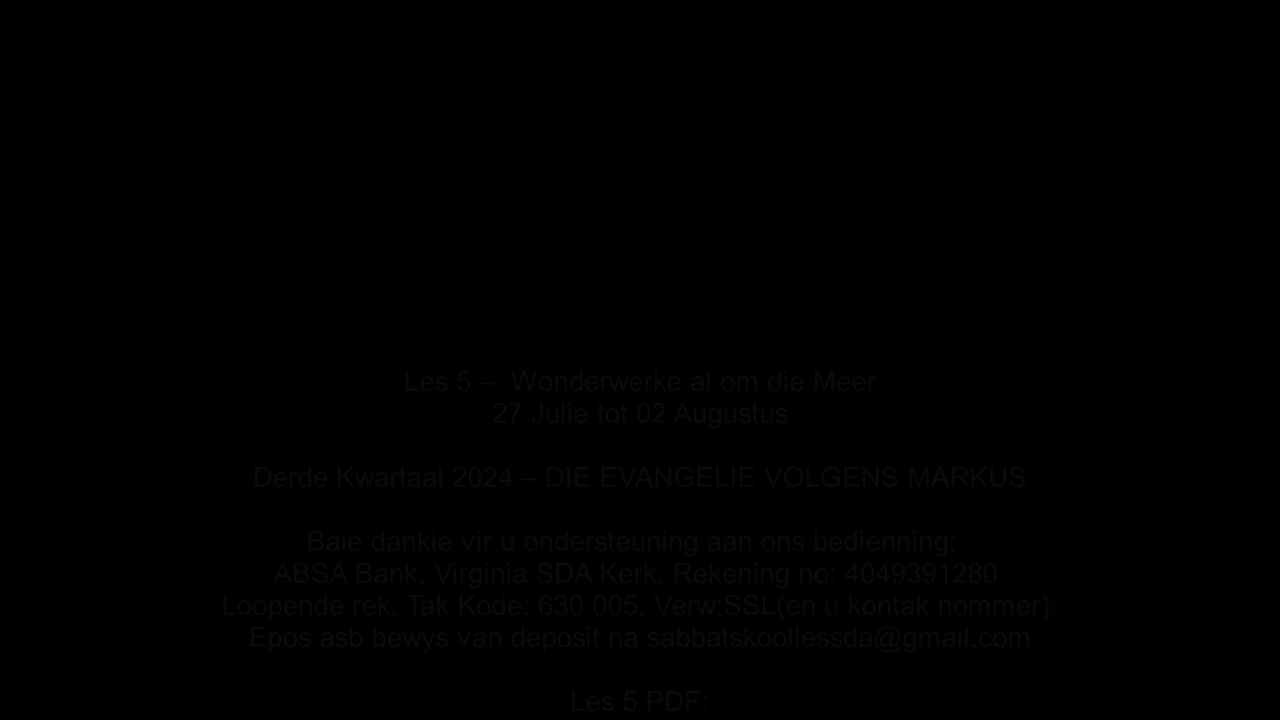 Les 5 – Wonderwerke al om die Meer
27 Julie tot 02 Augustus
Derde Kwartaal 2024 – DIE EVANGELIE VOLGENS MARKUS
Baie dankie vir u ondersteuning aan ons bedienning;
ABSA Bank, Virginia SDA Kerk, Rekening no: 4049391280
Loopende rek, Tak Kode: 630 005, Verw;SSL(en u kontak nommer).
Epos asb bewys van deposit na sabbatskoollessda@gmail.com
Les 5 PDF: